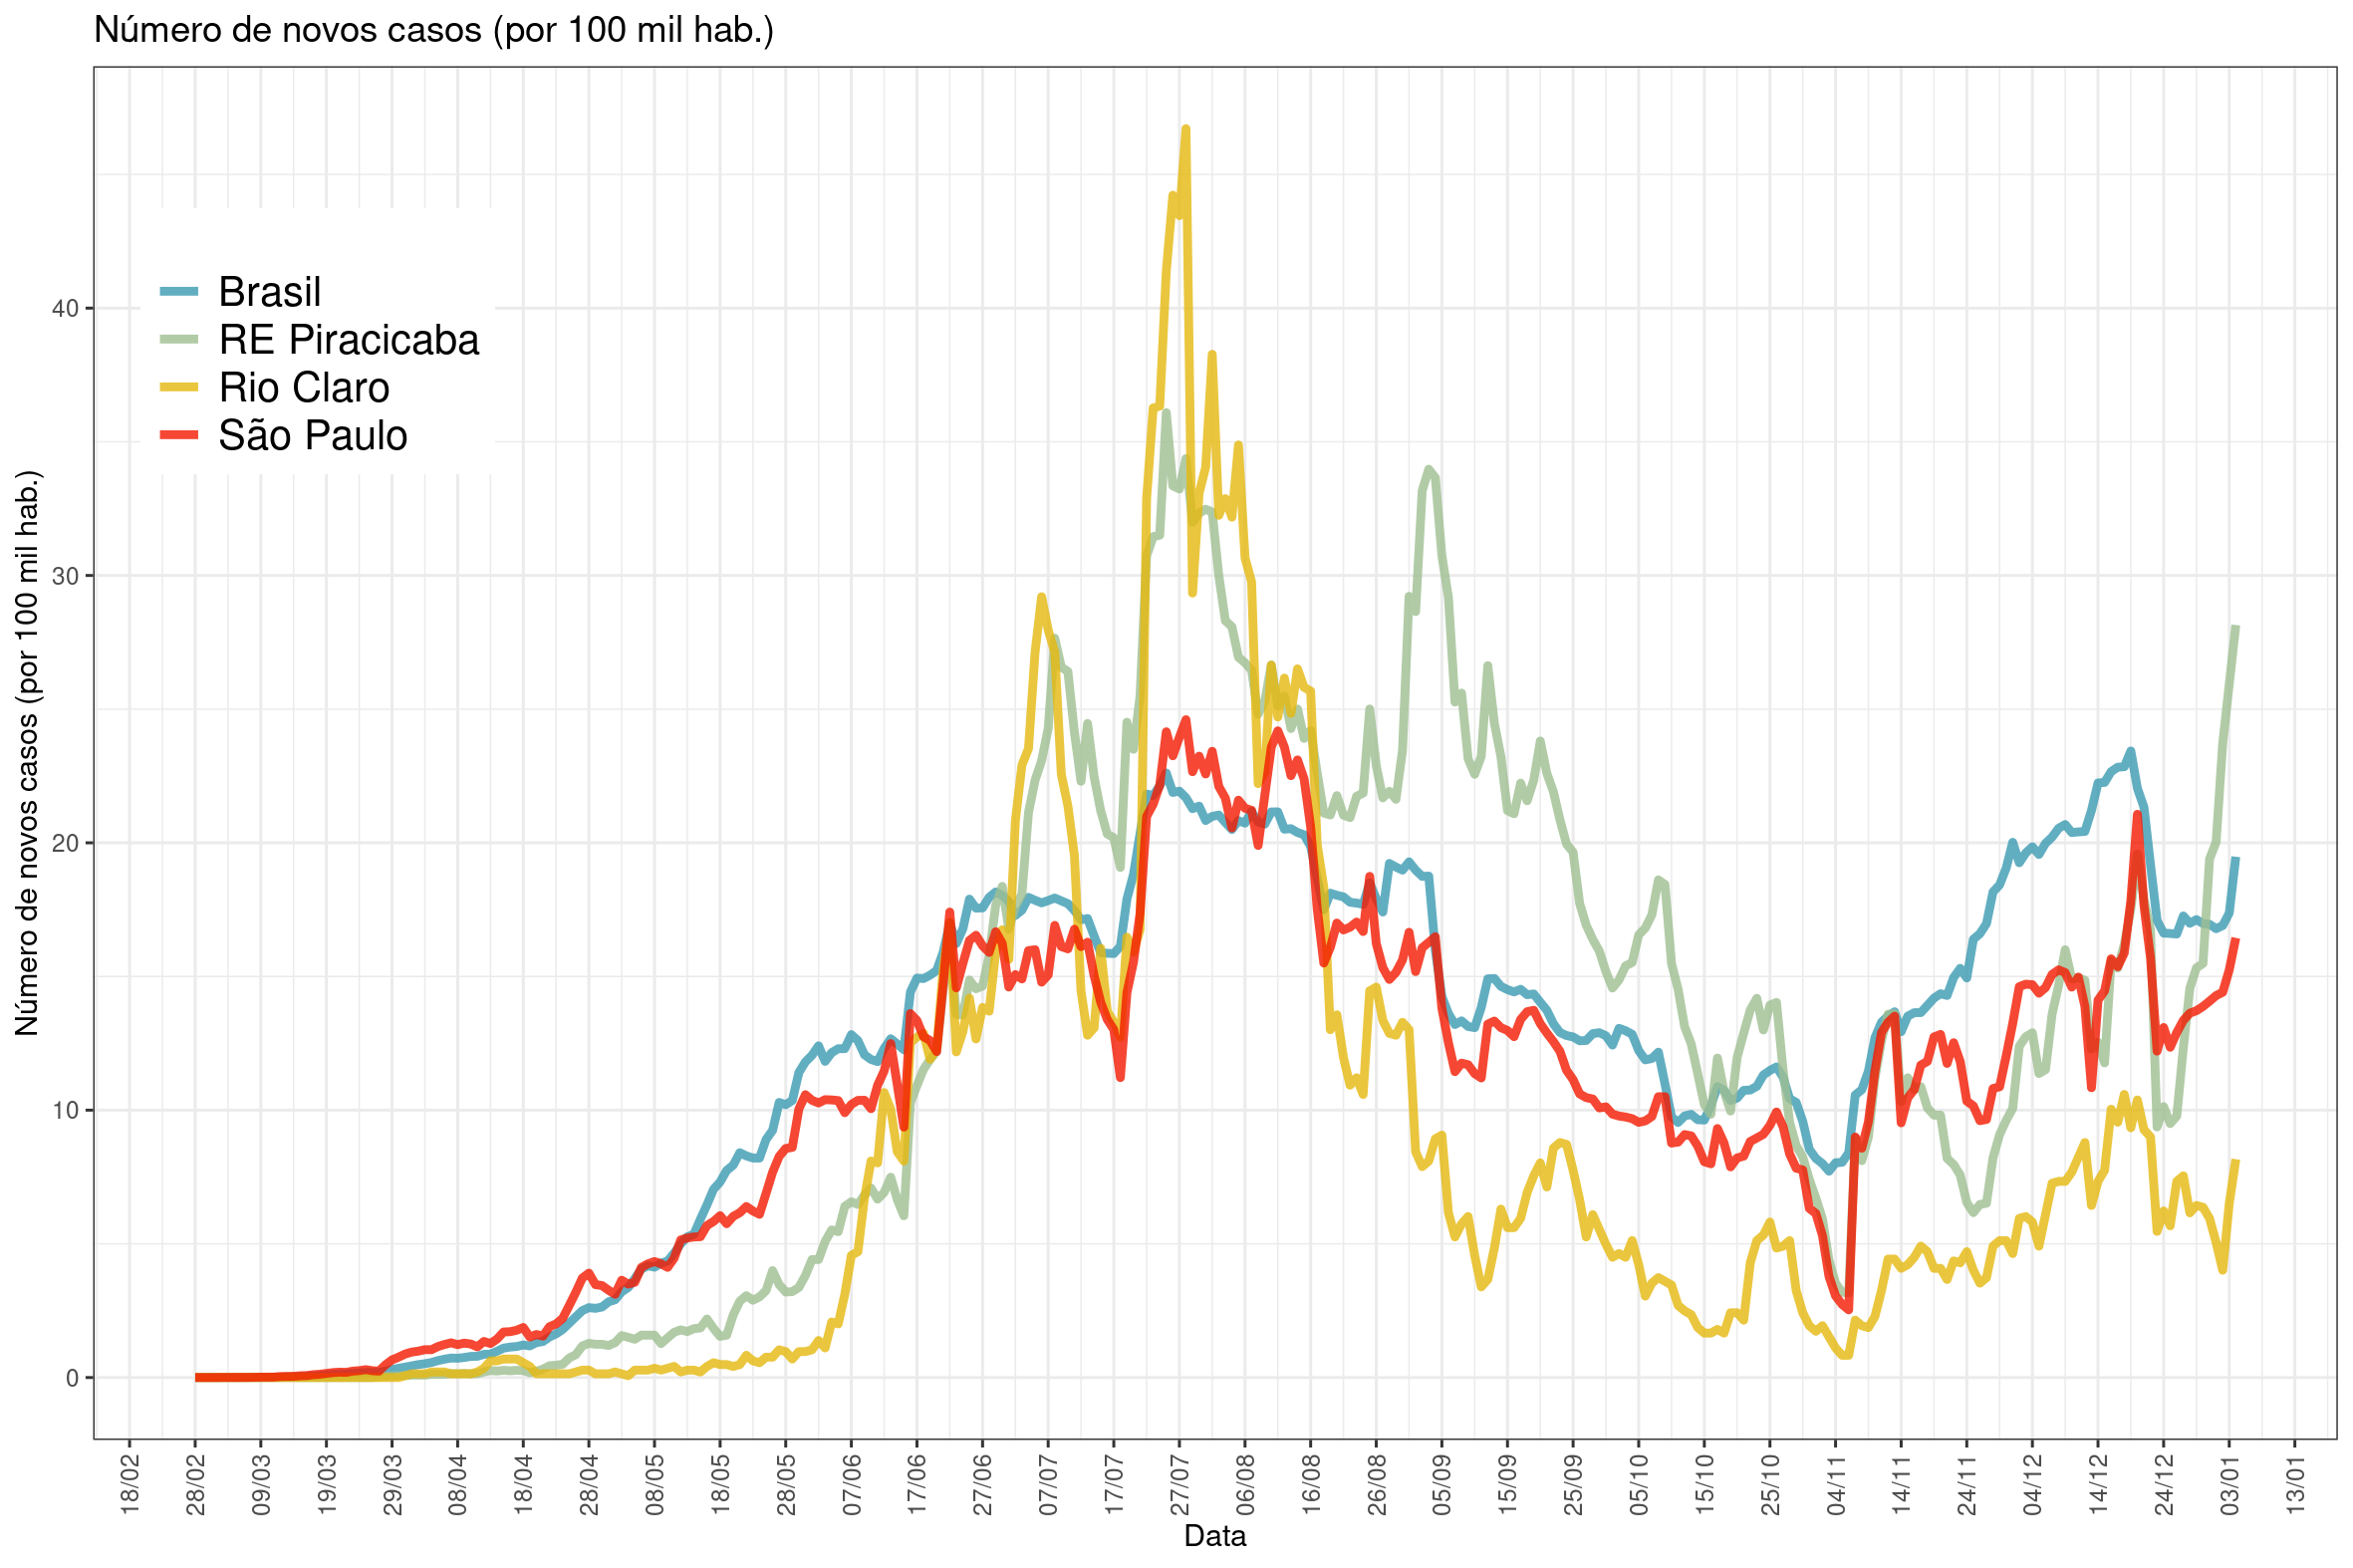 Número de novos casos (por 100 mil hab.)
Brasil
RE Piracicaba
Rio Claro
São Paulo
Número de novos casos (por 100 mil hab.)
40
30
20
10
0
18/02 28/02 09/03 19/03 29/03 08/04 18/04 28/04 08/05 18/05 28/05 07/06 17/06 27/06 07/07 17/07 27/07 06/08 16/08 26/08 05/09 15/09 25/09 05/10 15/10 25/10 04/11 14/11 24/11 04/12 14/12 24/12 03/01 13/01
Data